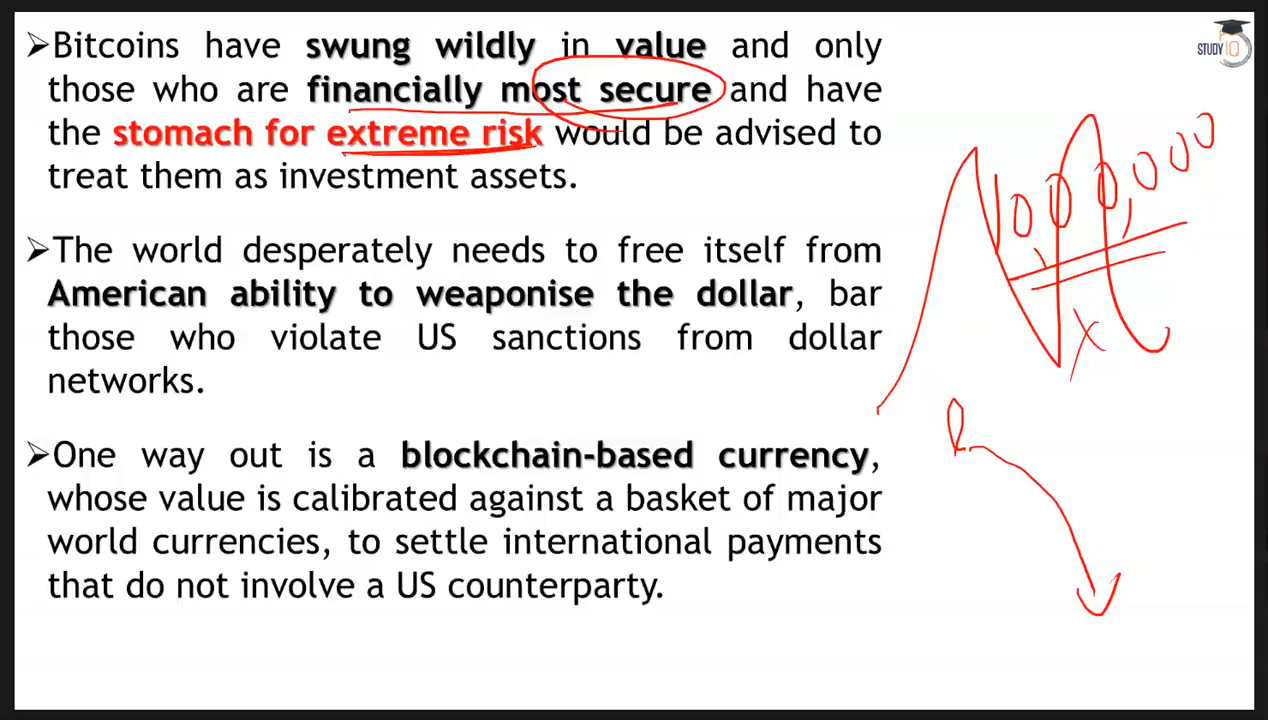 ➢Bitcoins have swung wildly in value and only
those who are financially most secure and have
the stomach for extreme risk would be advised to
treat them as investment assets.
➢The world desperately needs to free itself from
American ability to weaponise the dollar, bar
those who violate US sanctions from dollar
networks.
➢One way out is a blockchain-based currency,
whose value is calibrated against a basket of major
world currencies, to settle international payments
that do not involve a US counterparty.
STUDY IQ
10,00,000